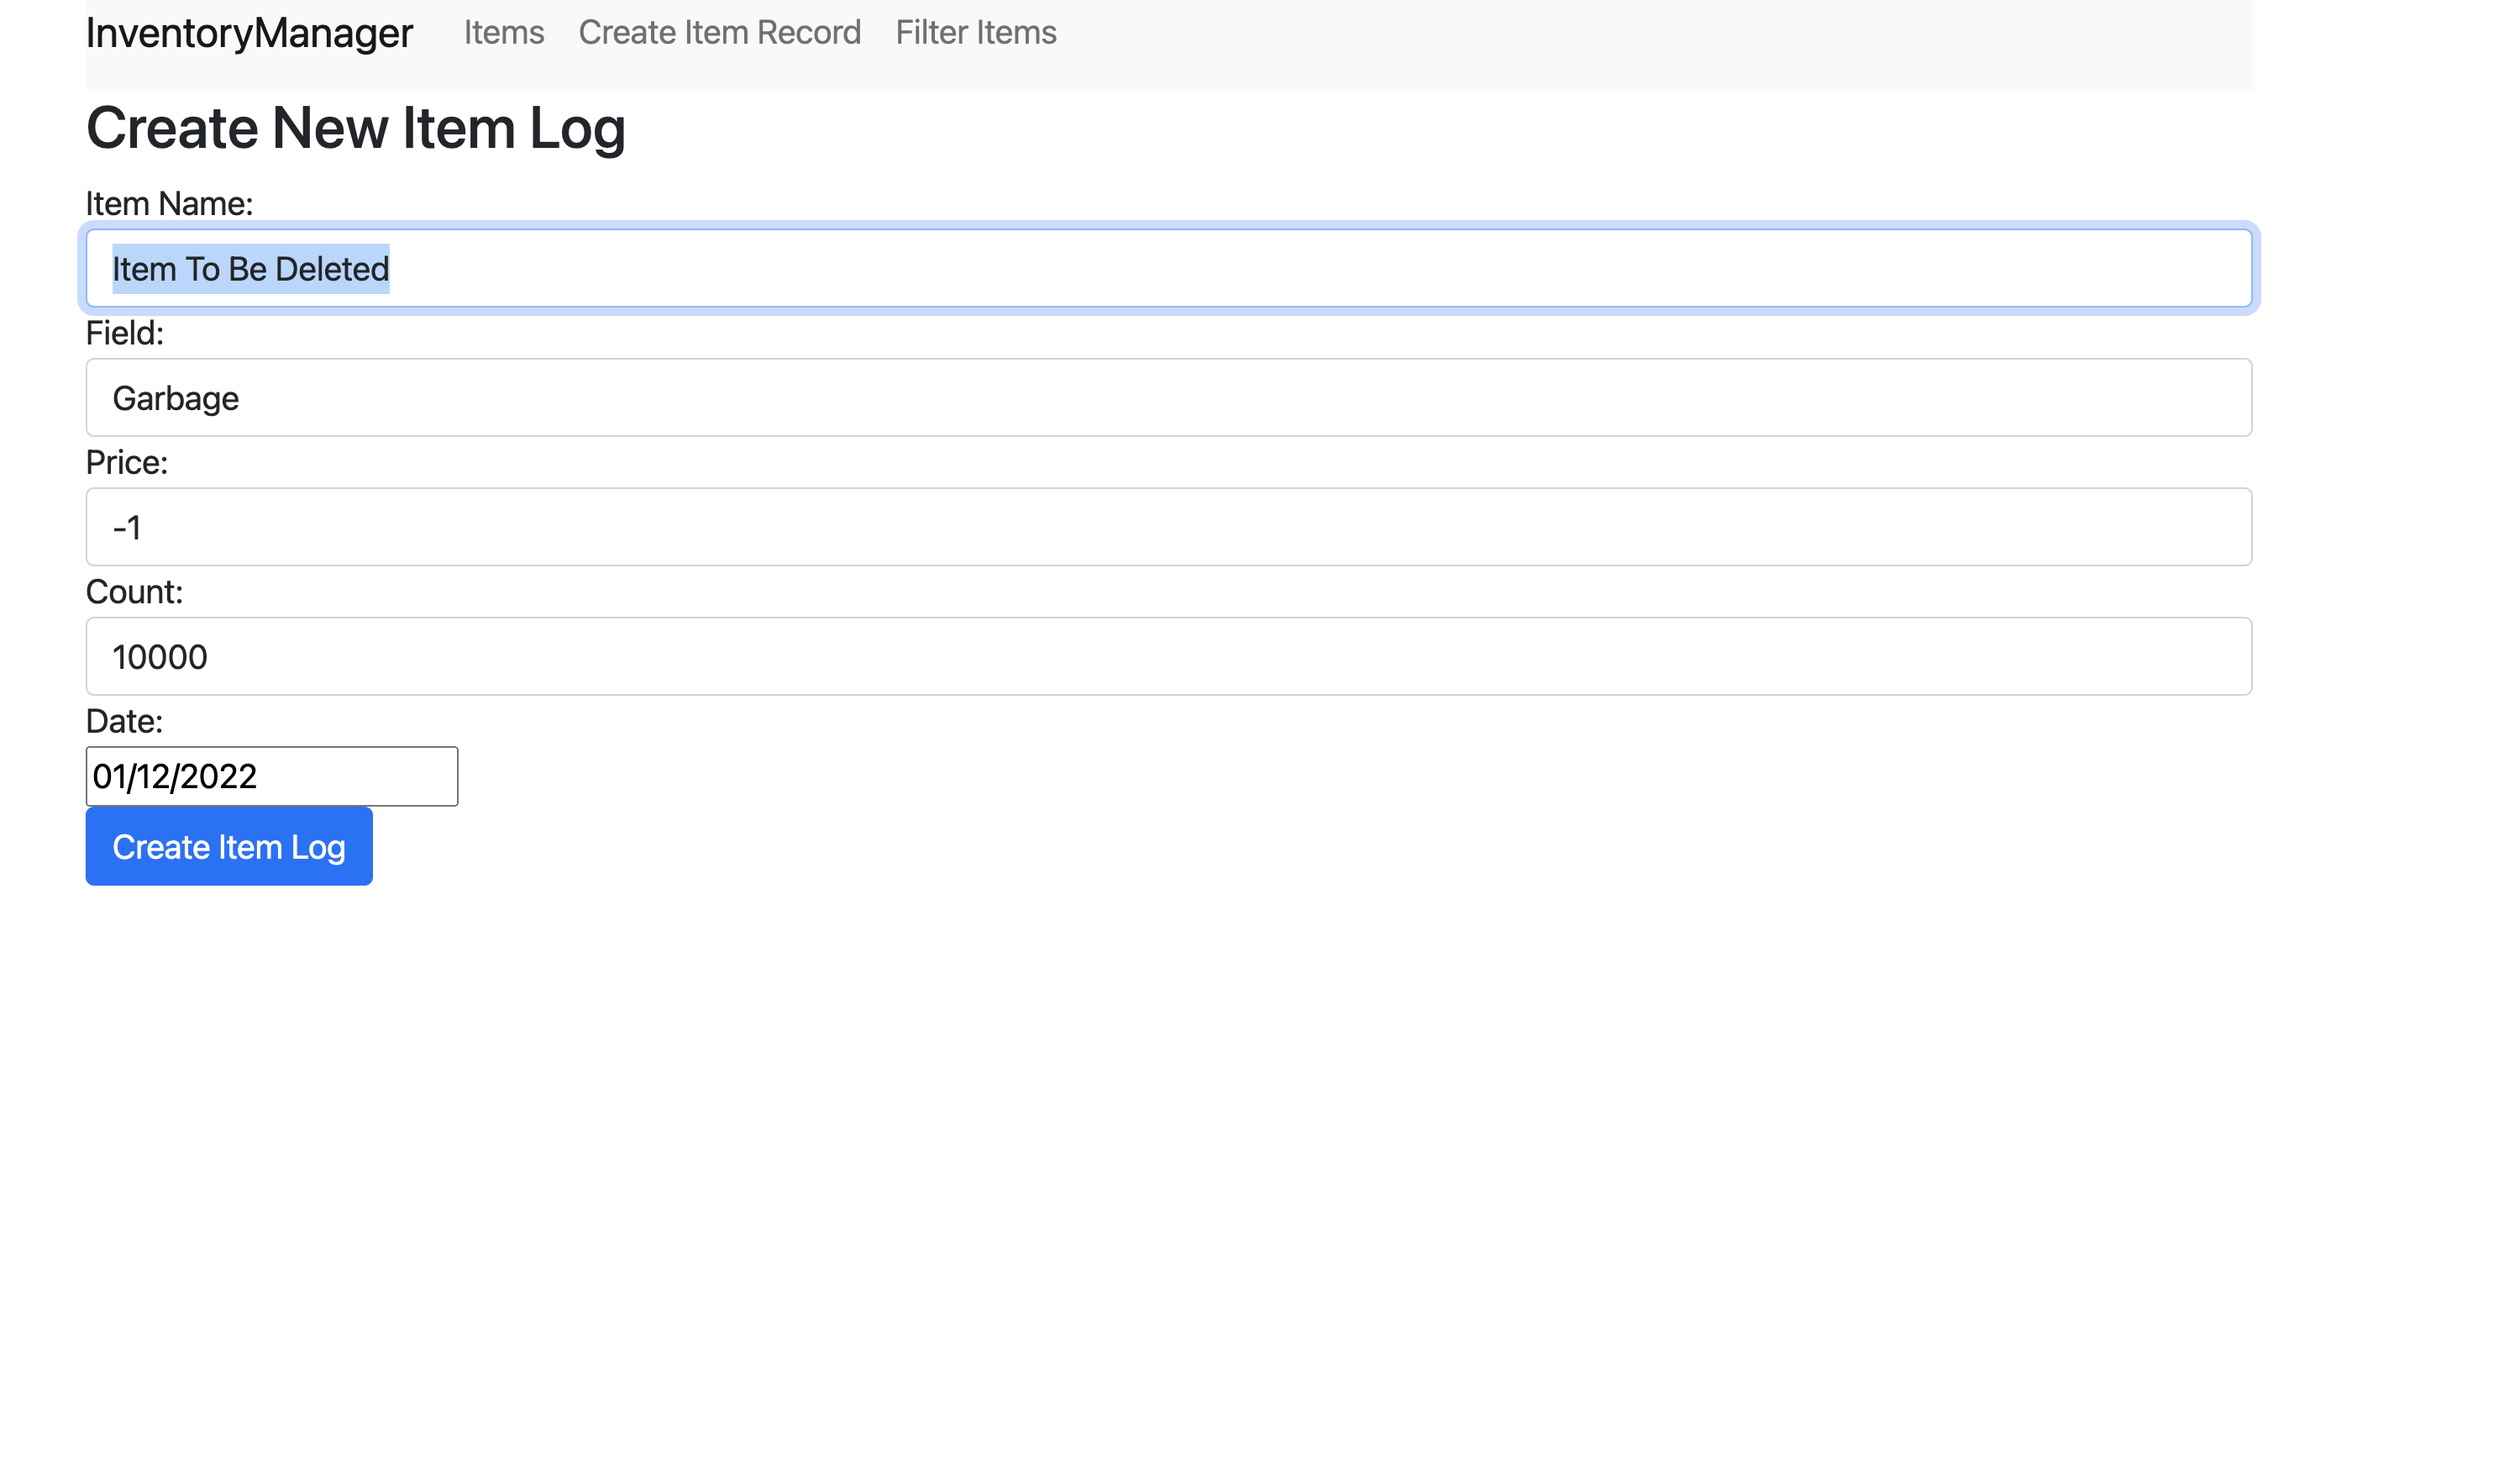 InventoryManager Items Create Item Record Filter Items
Create New Item Log
Item Name:
Item To Be Deleted
Field:
Garbage
Price:
-1
Count:
10000
Date:
01/12/2022
Create Item Log